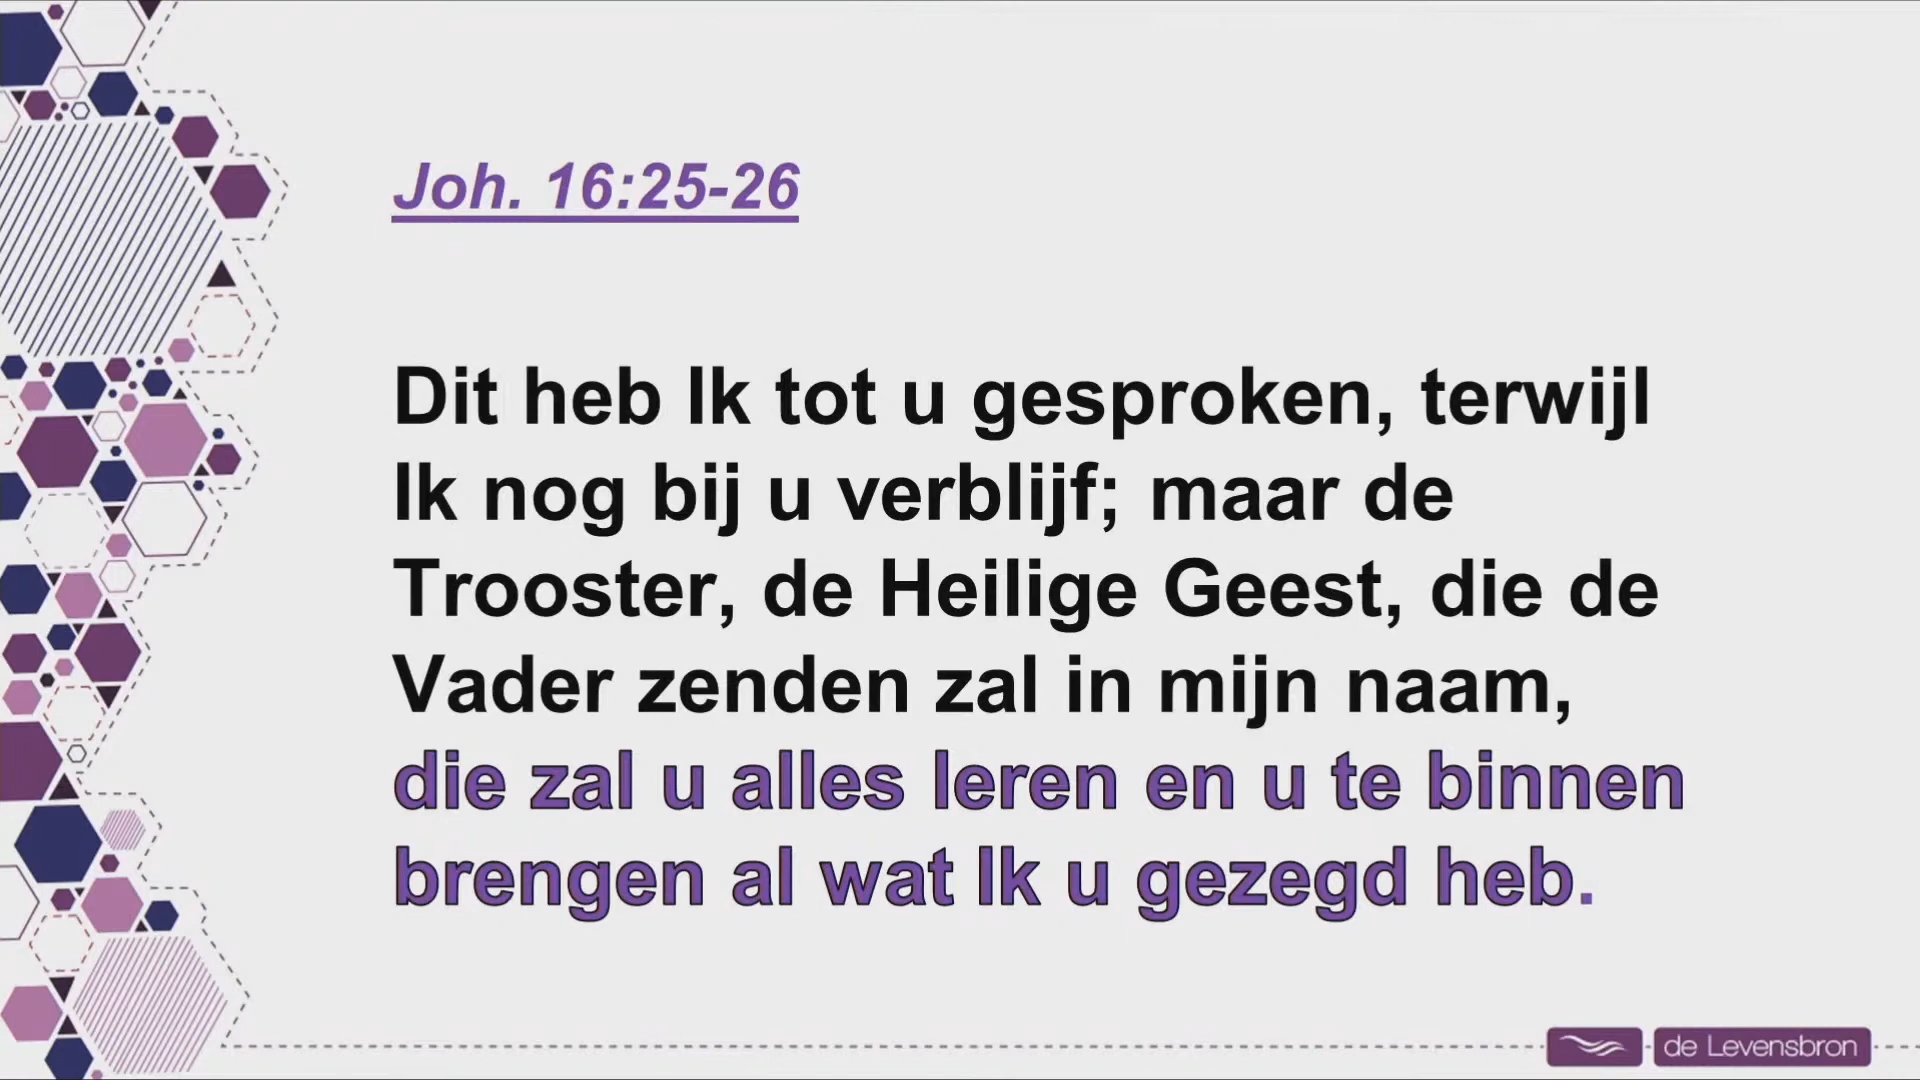 Joh. 16:25-26
Dit heb Ik tot u gesproken, terwijl
Ik nog bij u verblijf; maar de
Trooster, de Heilige Geest, die de
Vader zenden zal in mijn naam,
die zal u alles leren en u te binnen
brengen al wat Ik u gezegd heb.
de Levensbron